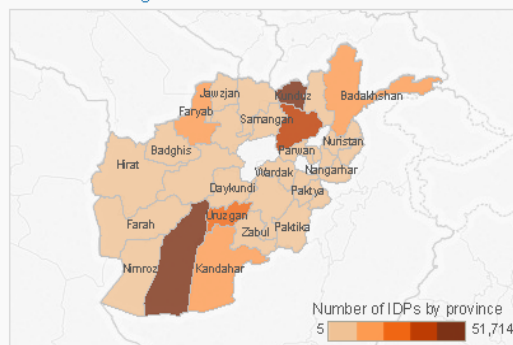 Jawzjan
Kunduz
Badakhshan
Faryab
Samangan
Nuristan
Badghis
Parwan
Hirat
Wardak
Nangarhar
Daykundi
Paktya
Farah
Uruzgan
Zabul
Paktika
Nimroz
Kandahar
Number of IDPs by province
5 51,714